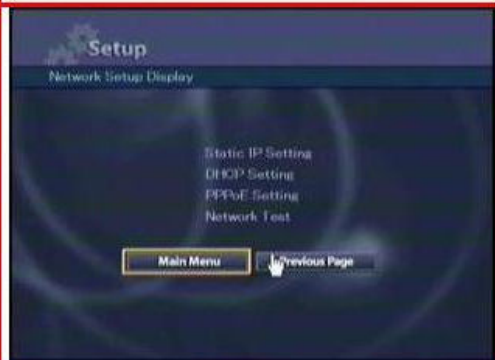 Setup
Network Setup Display
Static IP Setting
DHCP Setting
PPPoE Setting
Network Test
Main Menu
Previous Page